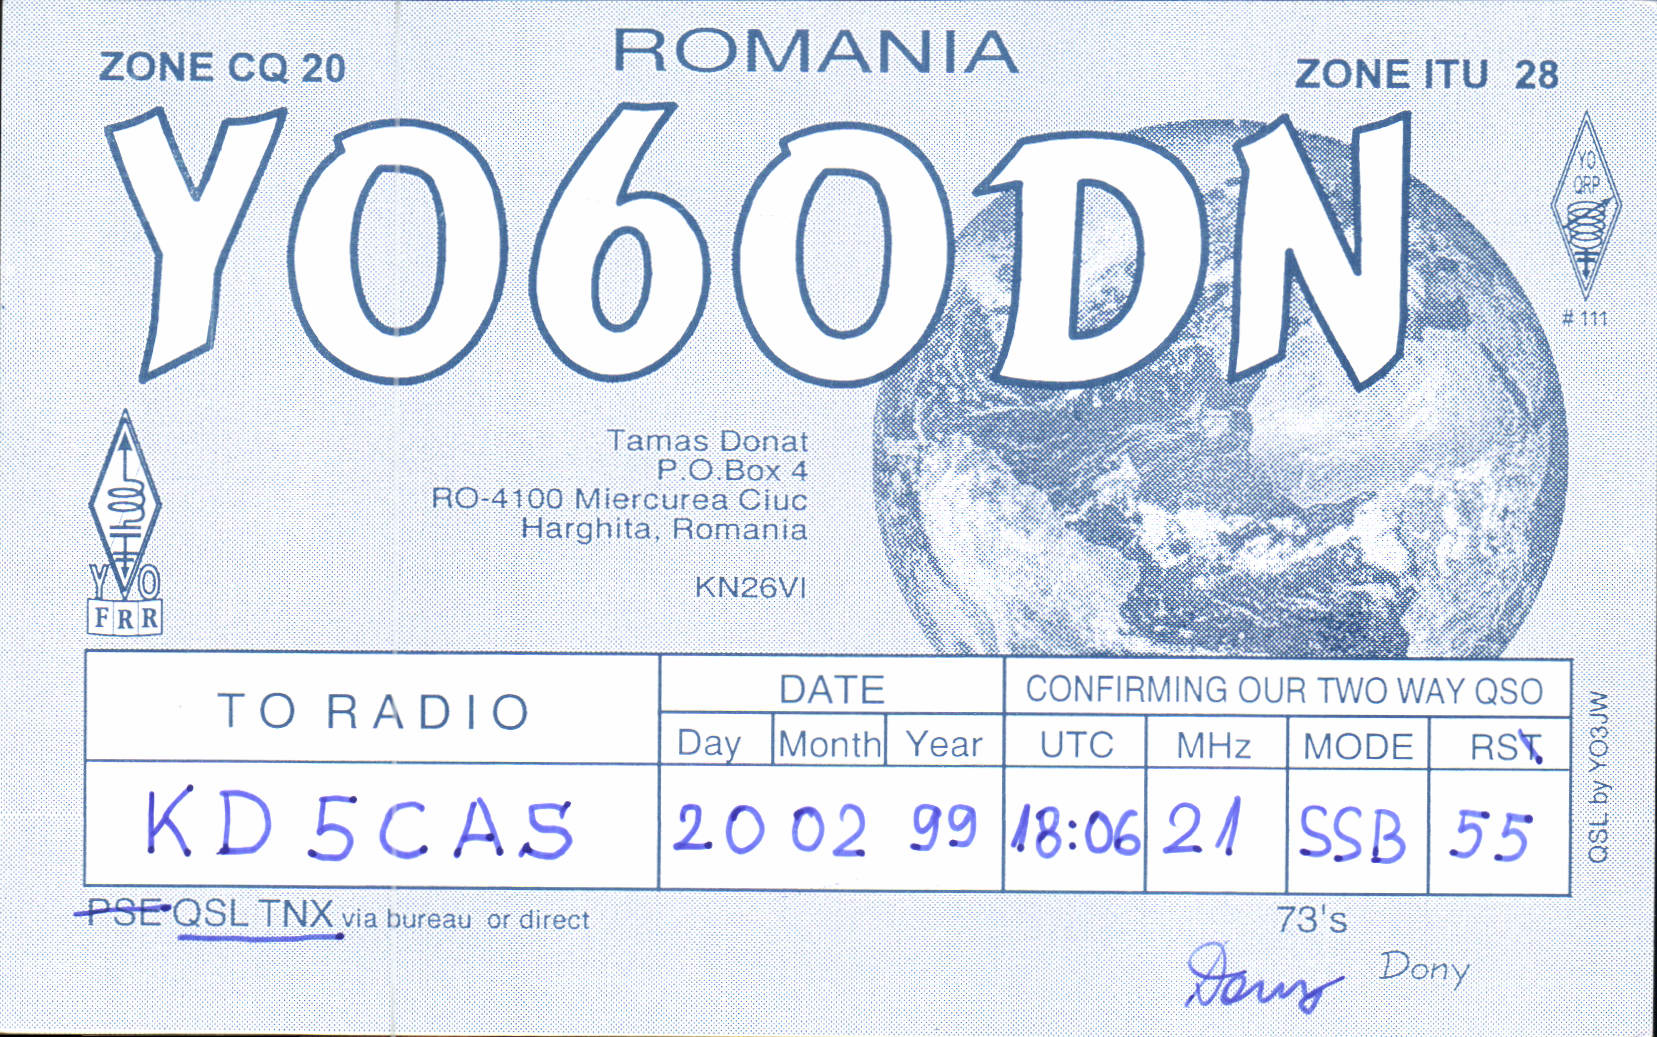 ROMANIA
ZONE CQ 20
ZONE ITU 28
YO6ODN
YO
QRP
# 111
Tamas Donat
P.O.Box 4
RO-4100 Miercurea Ciuc
Harghita, Romania
KN26VI
YO
FRR
TO RADIO
DATE
CONFIRMING OUR TWO WAY QSO
Day Month Year UTC MHz MODE RST
KD5CAS 20 02 99 18:06 21 SSB 55
QSL by YO3JW
PSE QSL TNX via bureau or direct
73's
Dony
Dony